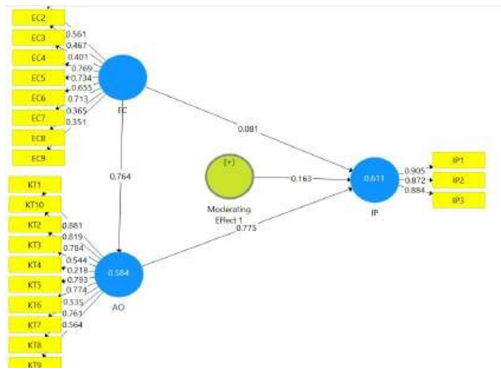 EC2
EC3
EC4
EC5
EC6
EC7
EC8
EC9
0.561
0.467
0.401
0.769
0.734
0.655
0.713
0.365
0.351
EC
0.081
0.764
[+]
0.163
Moderating
Effect 1
0.775
0.611
IP
0.905
0.872
0.884
IP1
IP2
IP3
KT1
KT10
KT2
KT3
KT4
KT5
KT6
KT7
KT8
KT9
0.881
0.819
0.784
0.544
0.218
0.793
0.774
0.535
0.761
0.564
0.584
AO